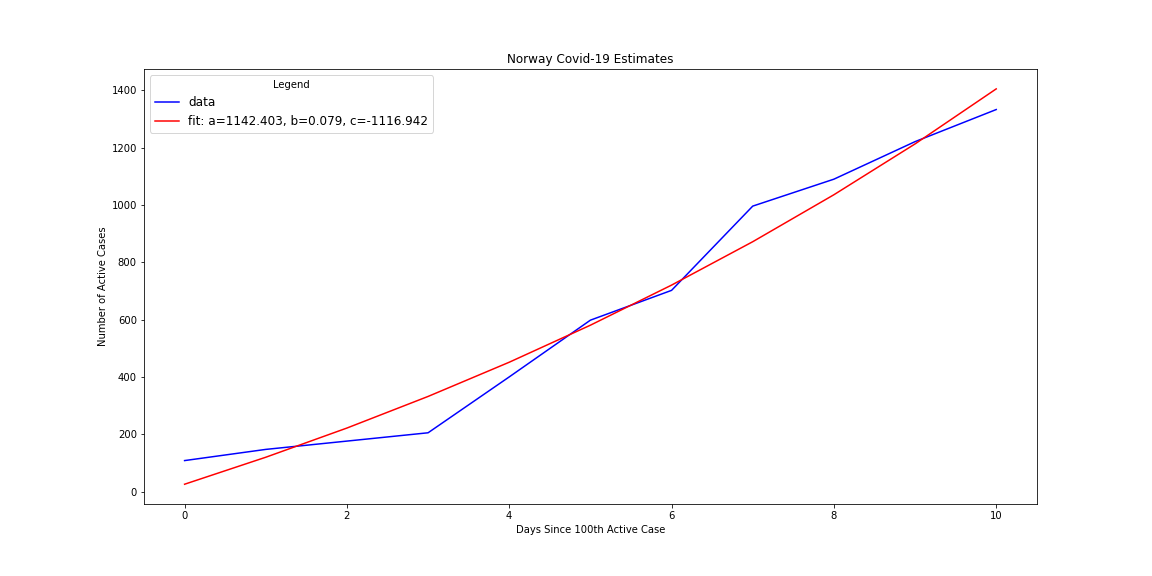 Norway Covid-19 Estimates
Legend
data
fit: a=1142.403, b=0.079, c=-1116.942
Number of Active Cases
1400
1200
1000
800
600
400
200
0
0 2 4 6 8 10
Days Since 100th Active Case